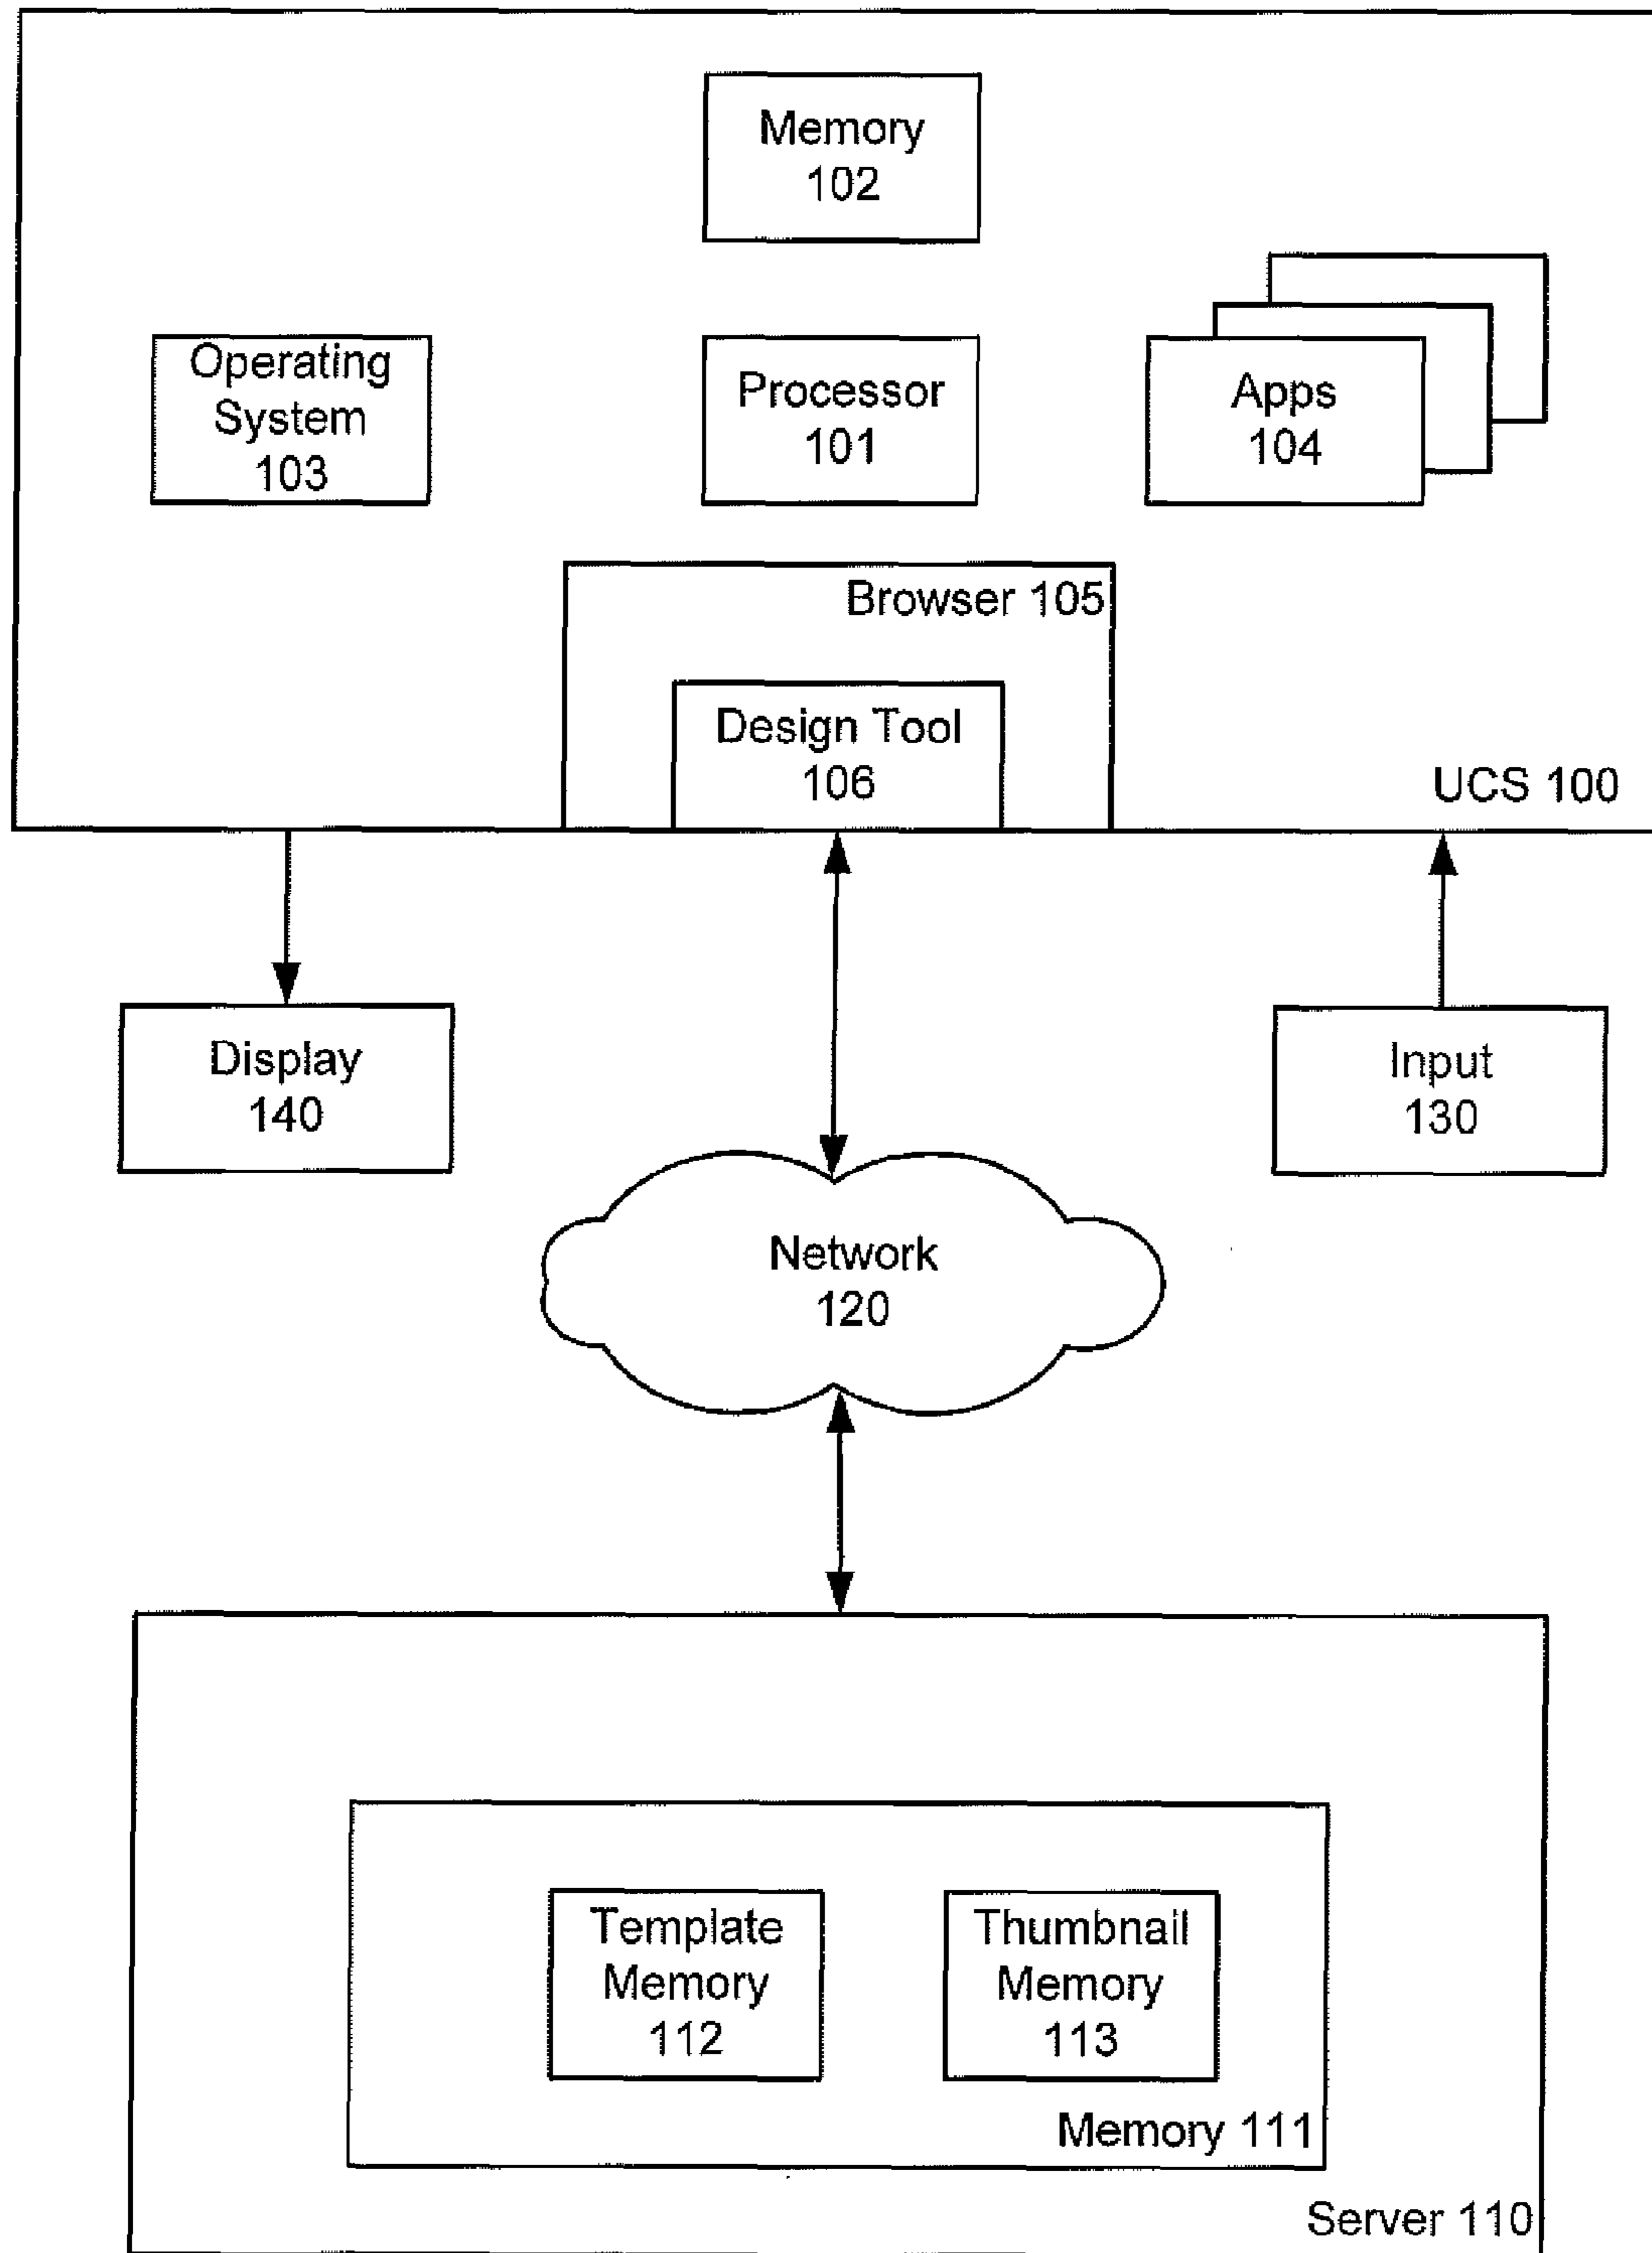 Memory
102
Operating
System
103
Processor
101
Apps
104
Browser 105
Design Tool
106
UCS 100
Display
140
Input
130
Network
120
Template
Memory
112
Thumbnail
Memory
113
Memory 111
Server 110